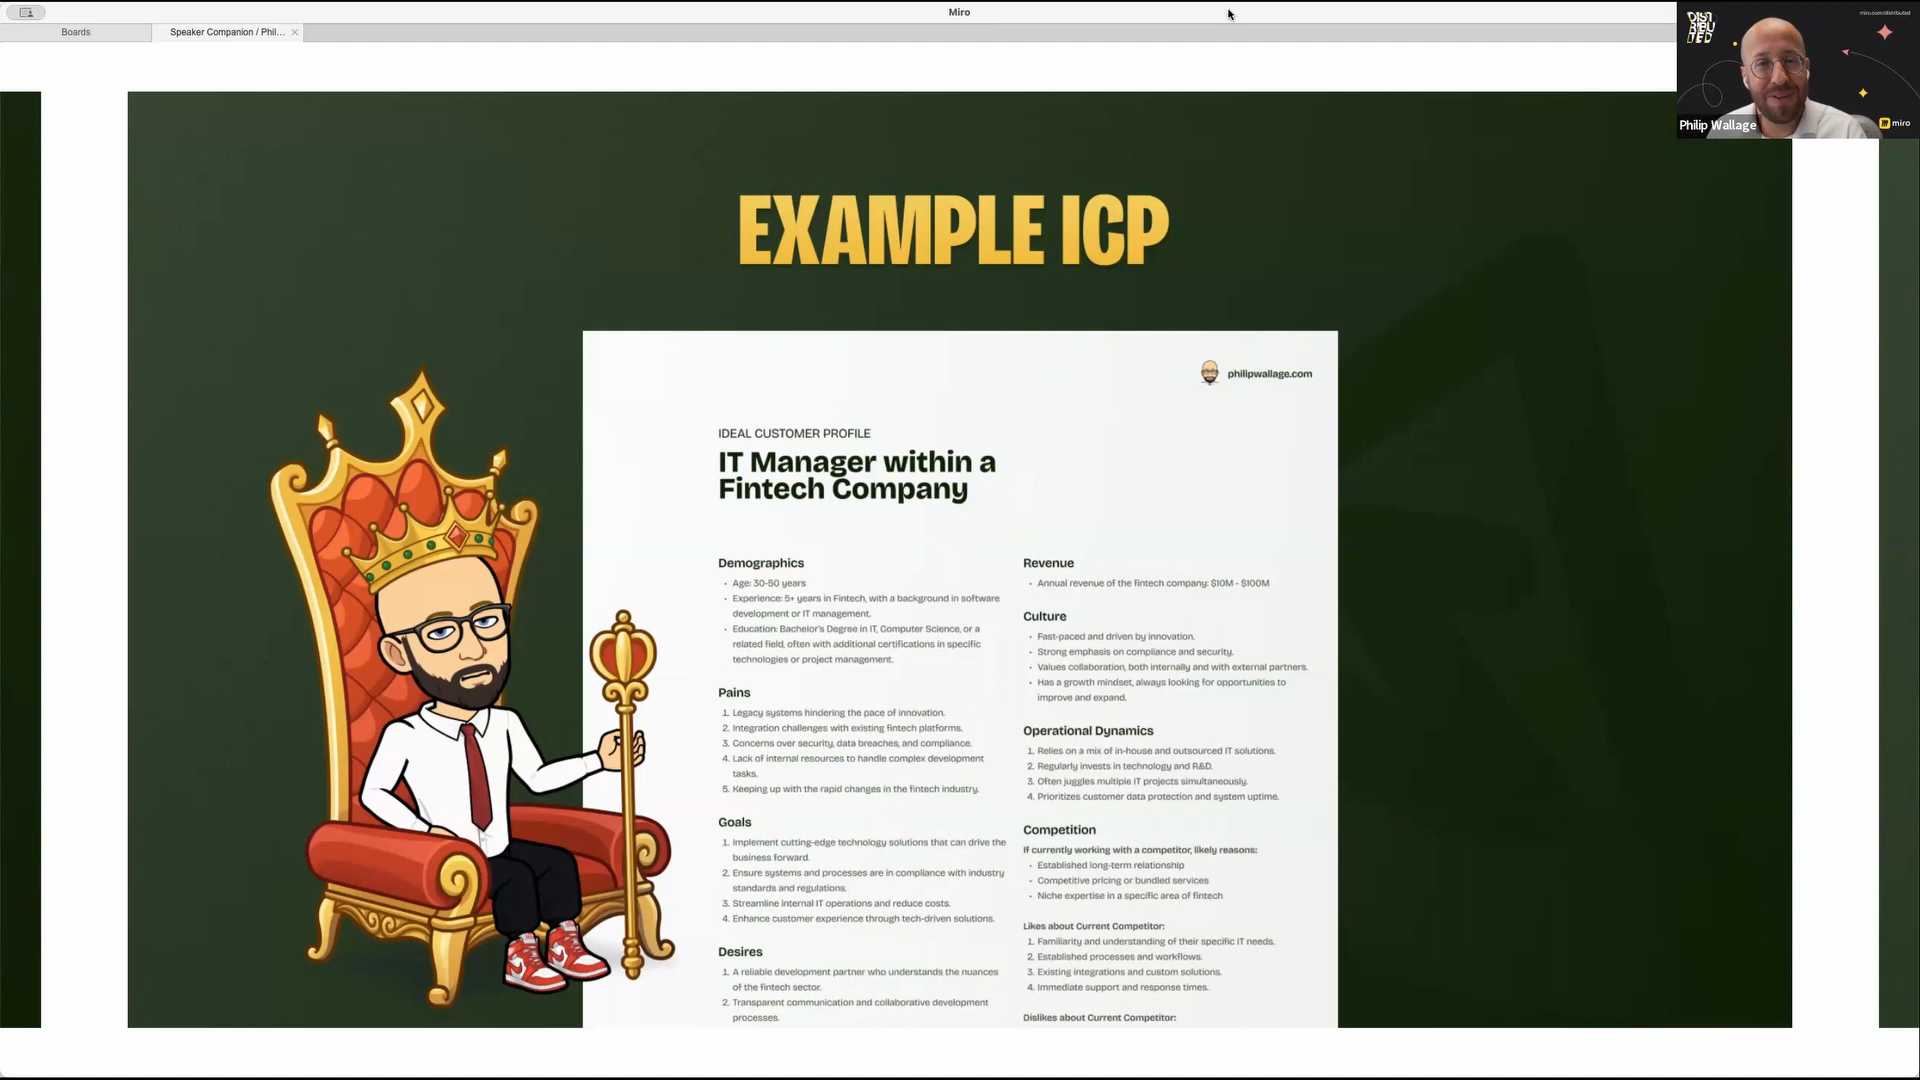 Miro
Boards
Speaker Companion / Phil...
DIST
RIBU
TED
miro.com/distributed
Philip Wallage
miro
EXAMPLE ICP
philipwallage.com
IDEAL CUSTOMER PROFILE
IT Manager within a
Fintech Company
Demographics
• Age: 30-50 years
• Experience: 5+ years in Fintech, with a background in software
development or IT management.
• Education: Bachelor's Degree in IT, Computer Science, or a
related field, often with additional certifications in specific
technologies or project management.
Pains
1. Legacy systems hindering the pace of innovation.
2. Integration challenges with existing fintech platforms.
3. Concerns over security, data breaches, and compliance.
4. Lack of internal resources to handle complex development
tasks.
5. Keeping up with the rapid changes in the fintech industry.
Goals
1. Implement cutting-edge technology solutions that can drive the
business forward.
2. Ensure systems and processes are in compliance with industry
standards and regulations.
3. Streamline internal IT operations and reduce costs.
4. Enhance customer experience through tech-driven solutions.
Desires
1. A reliable development partner who understands the nuances
of the fintech sector.
2. Transparent communication and collaborative development
processes.
Revenue
• Annual revenue of the fintech company: $10M - $100M
Culture
• Fast-paced and driven by innovation.
• Strong emphasis on compliance and security.
• Values collaboration, both internally and with external partners.
• Has a growth mindset, always looking for opportunities to
improve and expand.
Operational Dynamics
1. Relies on a mix of in-house and outsourced IT solutions.
2. Regularly invests in technology and R&D.
3. Often juggles multiple IT projects simultaneously.
4. Prioritizes customer data protection and system uptime.
Competition
If currently working with a competitor, likely reasons:
• Established long-term relationship
• Competitive pricing or bundled services
• Niche expertise in a specific area of fintech
Likes about Current Competitor:
1. Familiarity and understanding of their specific IT needs.
2. Established processes and workflows.
3. Existing integrations and custom solutions.
4. Immediate support and response times.
Dislikes about Current Competitor: